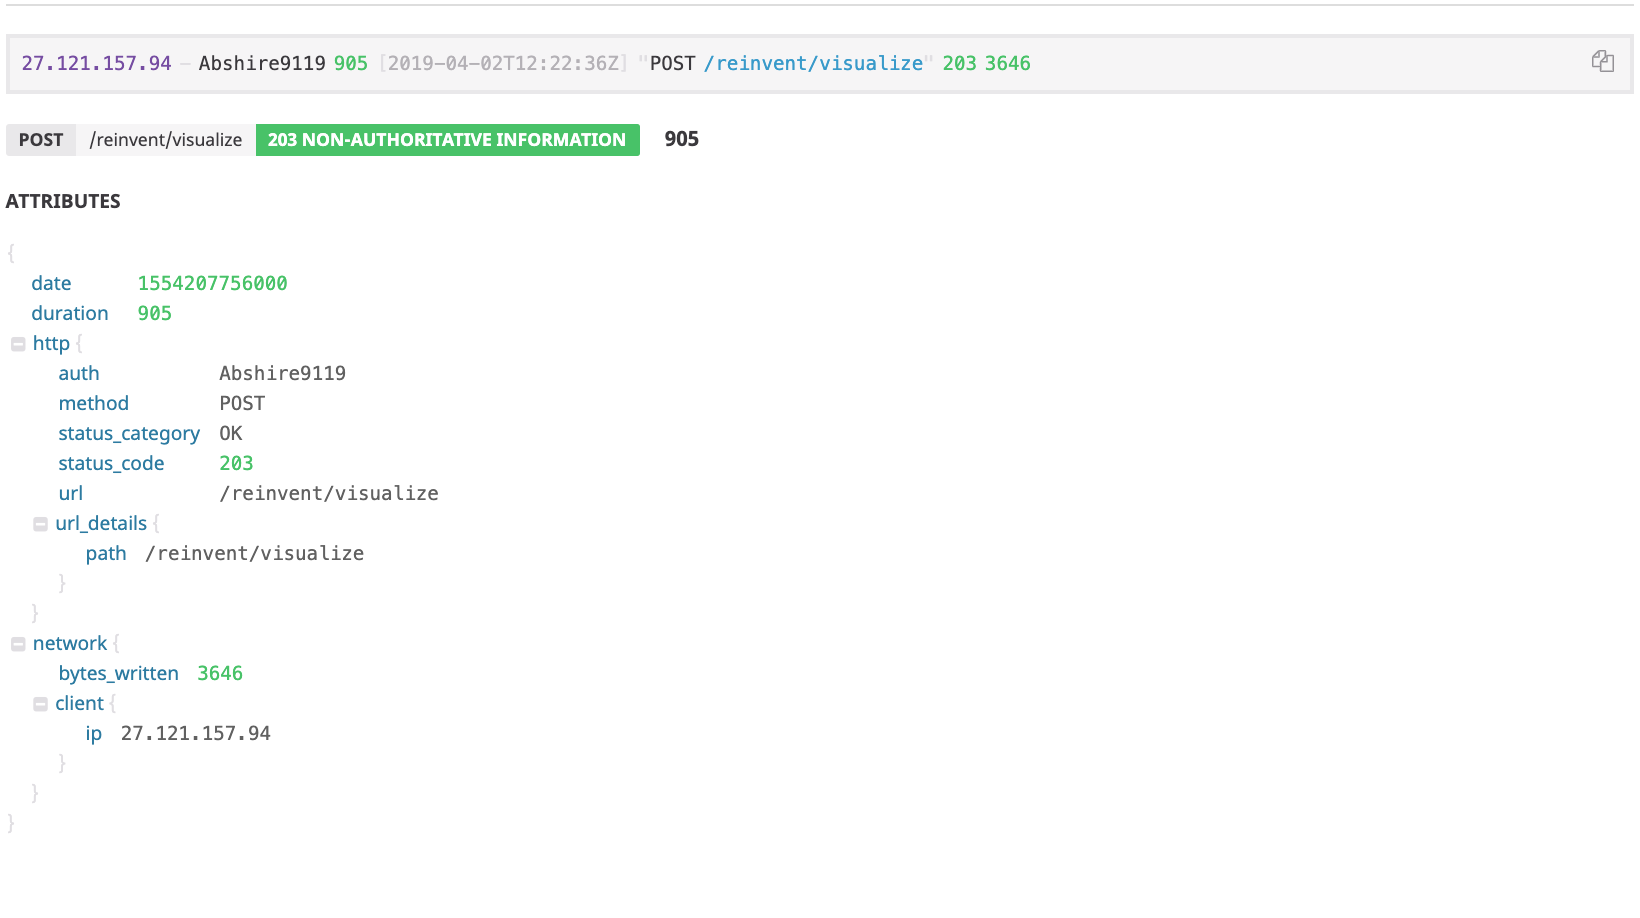 27.121.157.94 – Abshire9119 905 [2019-04-02T12:22:36Z] "POST /reinvent/visualize" 203 3646
POST /reinvent/visualize 203 NON-AUTHORITATIVE INFORMATION 905
ATTRIBUTES
{
date 1554207756000
duration 905
http {
auth Abshire9119
method POST
status_category OK
status_code 203
url /reinvent/visualize
url_details {
path /reinvent/visualize
}
}
network {
bytes_written 3646
client {
ip 27.121.157.94
}
}
}